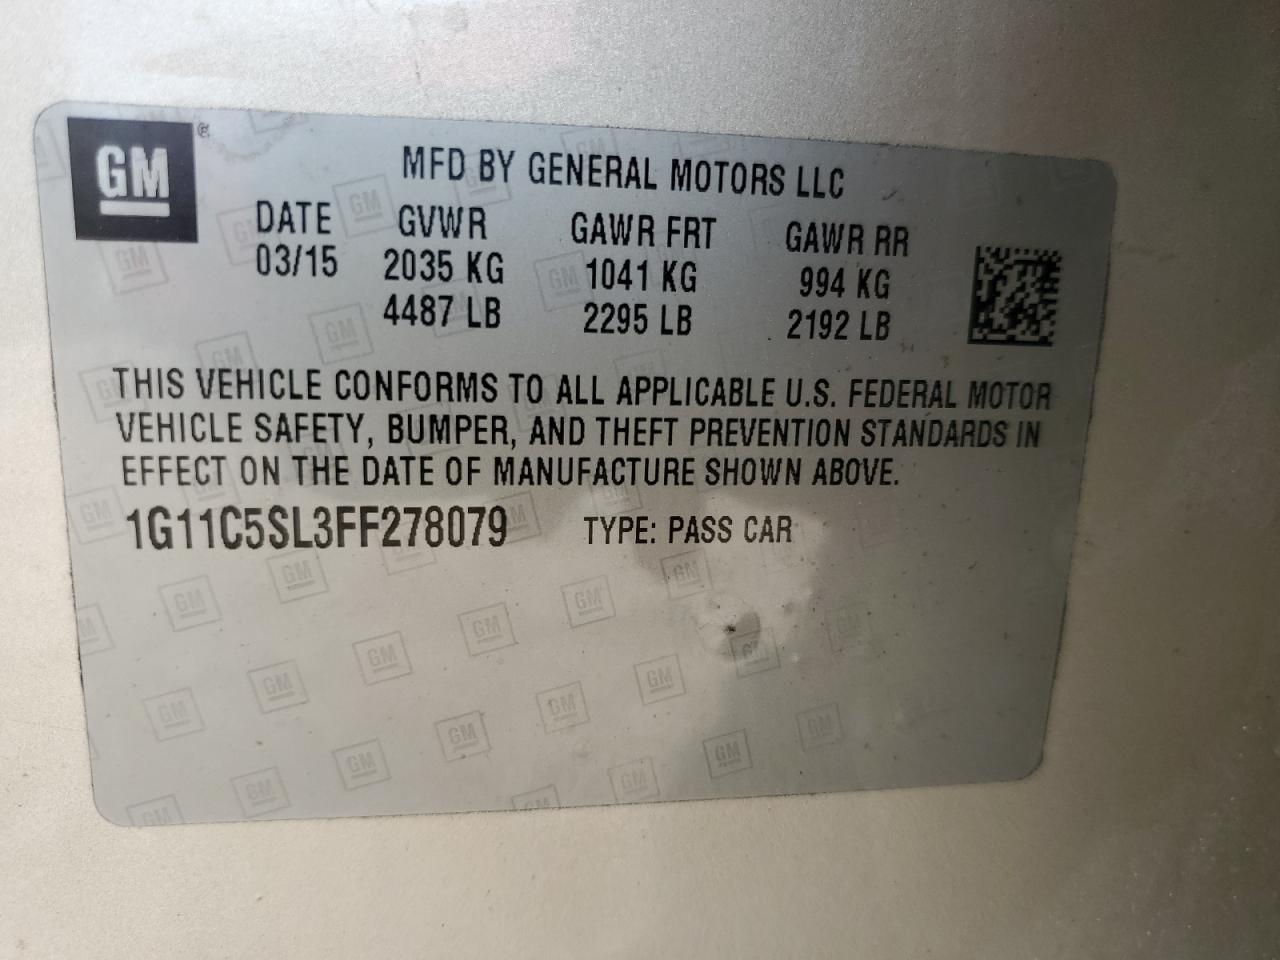 GM
MFD BY GENERAL MOTORS LLC
DATE GVWR GAWR FRT GAWR RR
03/15 2035 KG 1041 KG 994 KG
4487 LB 2295 LB 2192 LB
THIS VEHICLE CONFORMS TO ALL APPLICABLE U.S. FEDERAL MOTOR
VEHICLE SAFETY, BUMPER, AND THEFT PREVENTION STANDARDS IN
EFFECT ON THE DATE OF MANUFACTURE SHOWN ABOVE.
1G11C5SL3FF278079 TYPE: PASS CAR